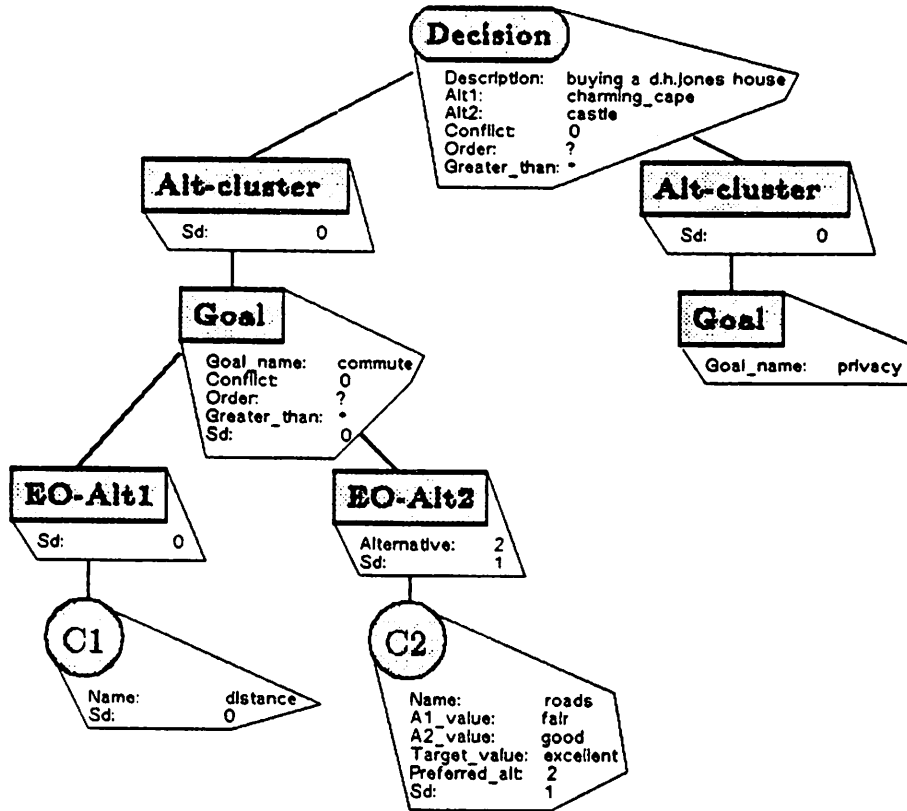 Decision
Description: buying a d.h.jones house
Alt1: charming_cape
Alt2: castle
Conflict: 0
Order: ?
Greater_than: *
Alt-cluster
Sd: 0
Alt-cluster
Sd: 0
Goal
Goal_name: commute
Conflict: 0
Order: ?
Greater_than: *
Sd: 0
Goal
Goal_name: privacy
EO-Alt1
Sd: 0
EO-Alt2
Alternative: 2
Sd: 1
C1
Name: distance
Sd: 0
C2
Name: roads
A1_value: fair
A2_value: good
Target_value: excellent
Preferred_alt: 2
Sd: 1